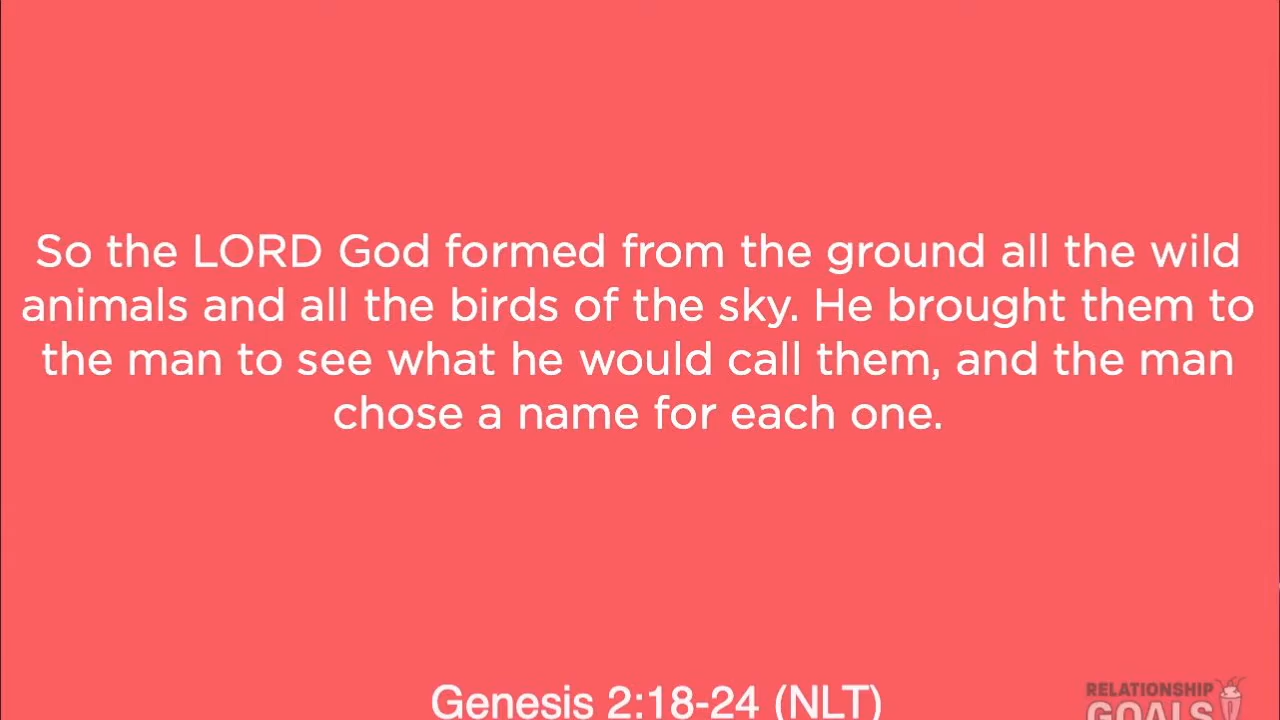 So the LORD God formed from the ground all the wild
animals and all the birds of the sky. He brought them to
the man to see what he would call them, and the man
chose a name for each one.
Genesis 2:18-24 (NLT)
RELATIONSHIP
GOALS